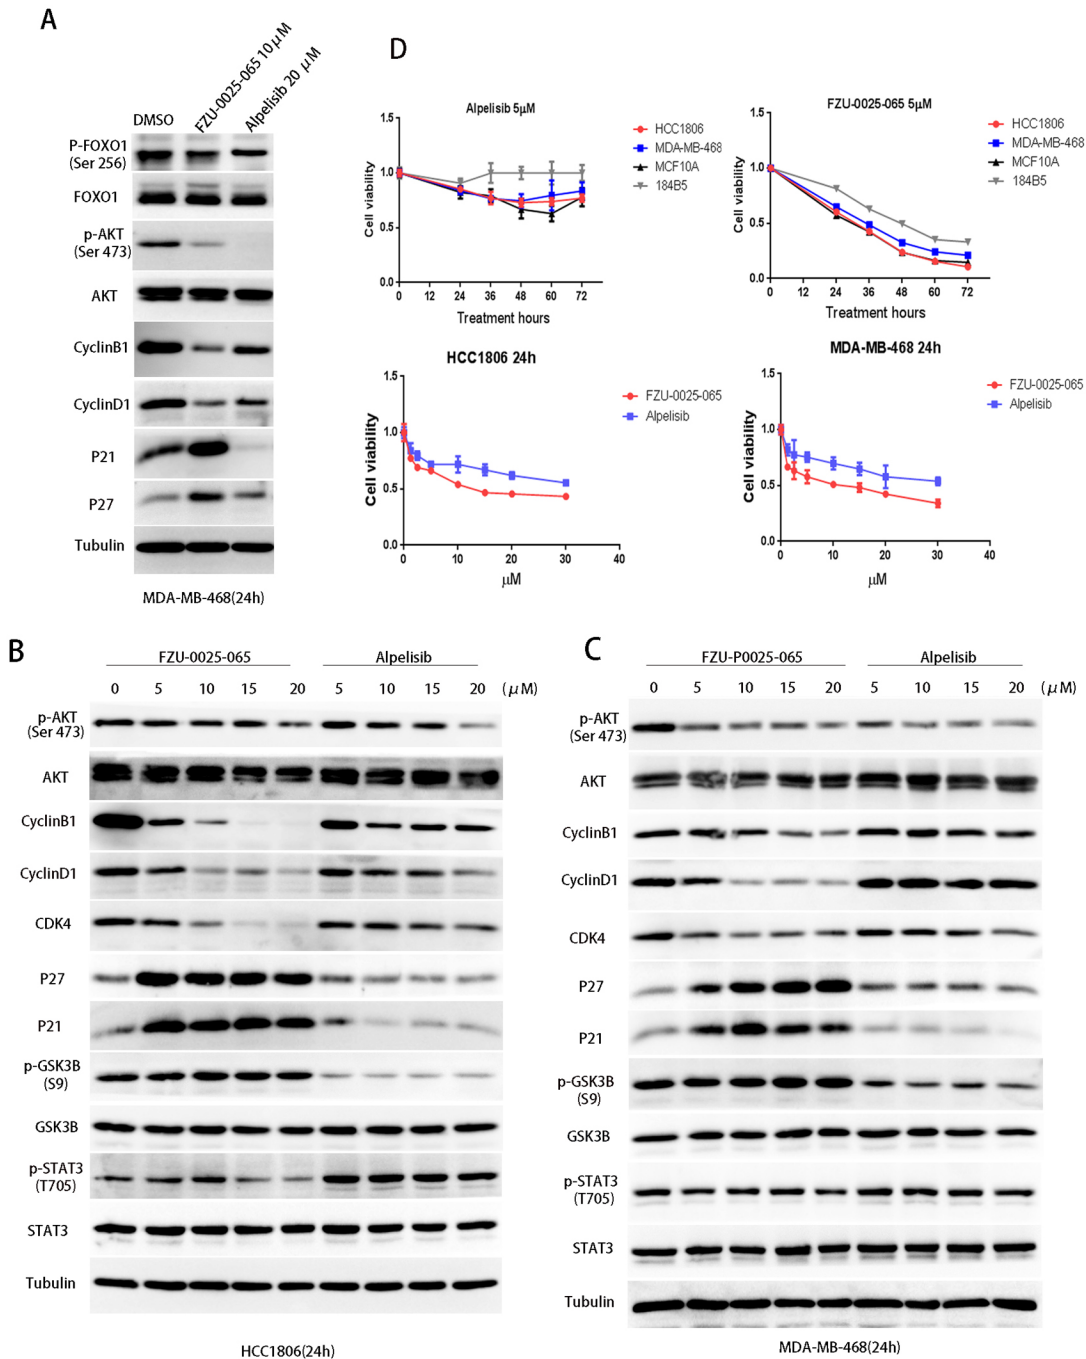 A
DMSO
FZU-0025-065 10 μM
Alpelisib 20 μM
P-FOXO1
(Ser 256)
FOXO1
p-AKT
(Ser 473)
AKT
CyclinB1
CyclinD1
P21
P27
Tubulin
MDA-MB-468(24h)
D
Alpelisib 5μM
1.5
1.0
0.5
0.0
Cell viability
0 12 24 36 48 60 72
Treatment hours
HCC1806
MDA-MB-468
MCF10A
184B5
FZU-0025-065 5μM
1.5
1.0
0.5
0.0
Cell viability
0 12 24 36 48 60 72
Treatment hours
HCC1806
MDA-MB-468
MCF10A
184B5
HCC1806 24h
1.5
1.0
0.5
0.0
Cell viability
0 10 20 30 40
μM
FZU-0025-065
Alpelisib
MDA-MB-468 24h
1.5
1.0
0.5
0.0
Cell viability
0 10 20 30 40
μM
FZU-0025-065
Alpelisib
B
FZU-0025-065 Alpelisib
0 5 10 15 20 5 10 15 20 (μM)
p-AKT
(Ser 473)
AKT
CyclinB1
CyclinD1
CDK4
P27
P21
p-GSK3B
(S9)
GSK3B
p-STAT3
(T705)
STAT3
Tubulin
HCC1806(24h)
C
FZU-P0025-065 Alpelisib
0 5 10 15 20 5 10 15 20 (μM)
p-AKT
(Ser 473)
AKT
CyclinB1
CyclinD1
CDK4
P27
P21
p-GSK3B
(S9)
GSK3B
p-STAT3
(T705)
STAT3
Tubulin
MDA-MB-468(24h)